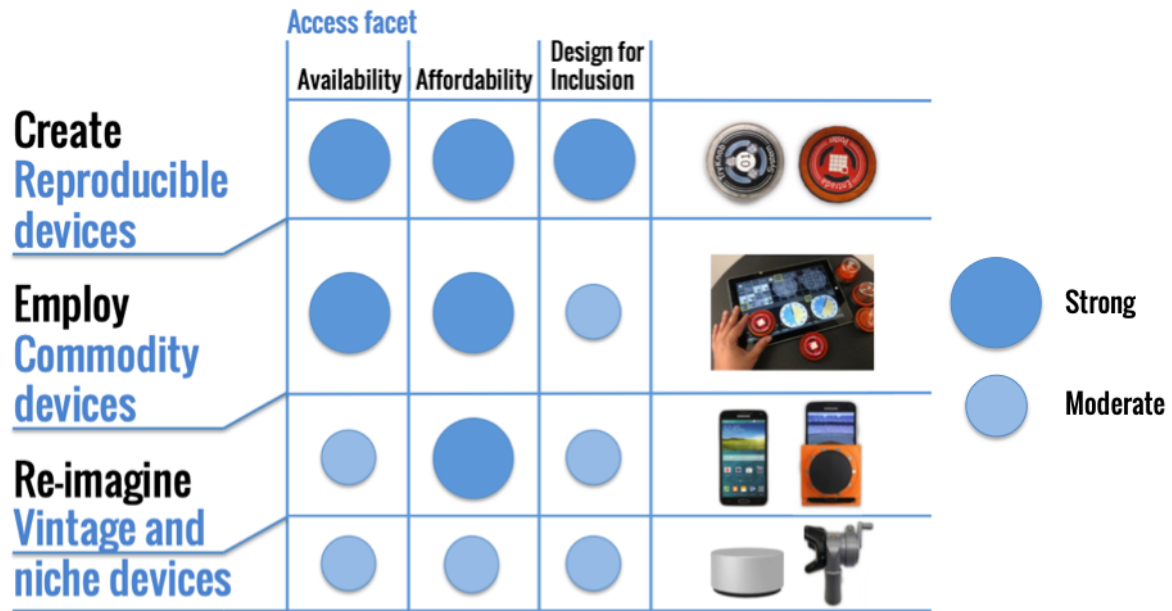 Access facet
Availability
Affordability
Design for
Inclusion
Create
Reproducible
devices
Employ
Commodity
devices
Re-imagine
Vintage and
niche devices
Strong
Moderate
01